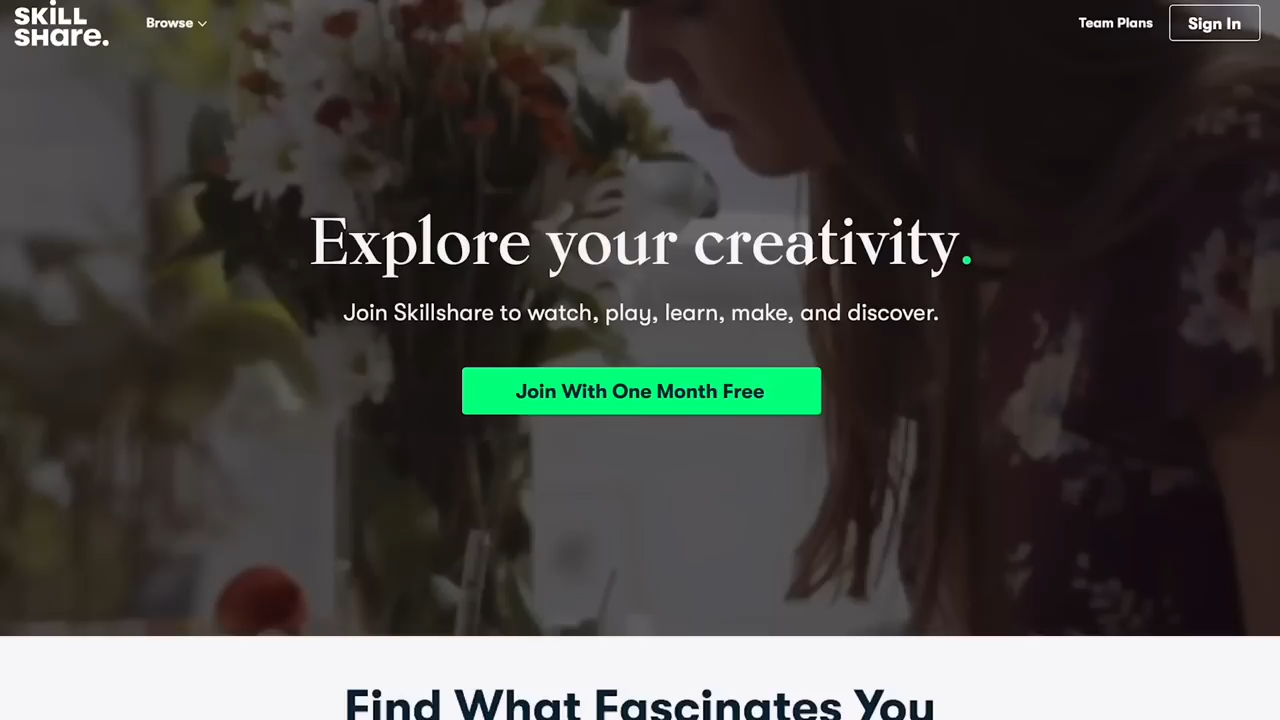 SKiLL
SHare.
Browse
Team Plans
Sign In
Explore your creativity.
Join Skillshare to watch, play, learn, make, and discover.
Join With One Month Free
Find What Fascinates You